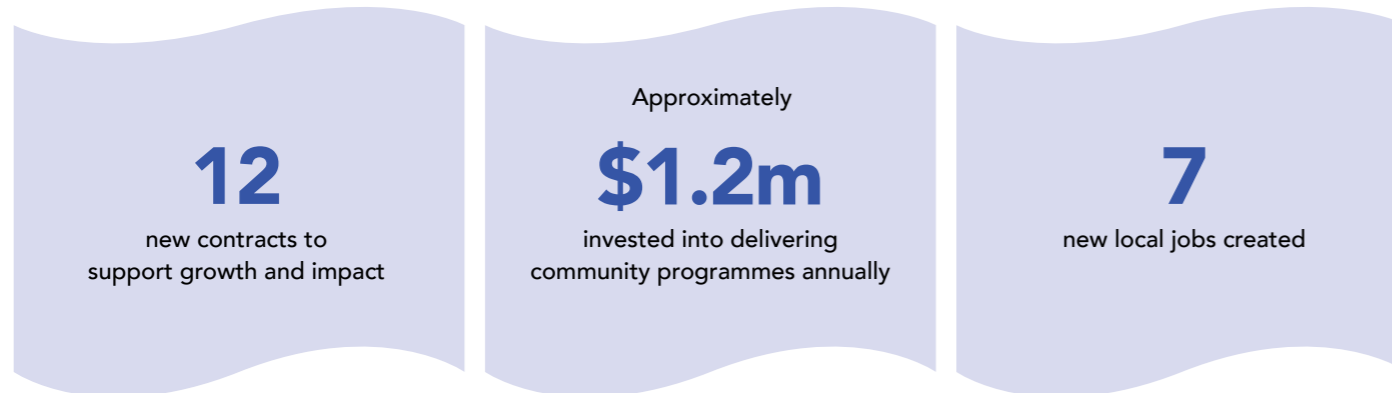 12
new contracts to
support growth and impact
Approximately
$1.2m
invested into delivering
community programmes annually
7
new local jobs created